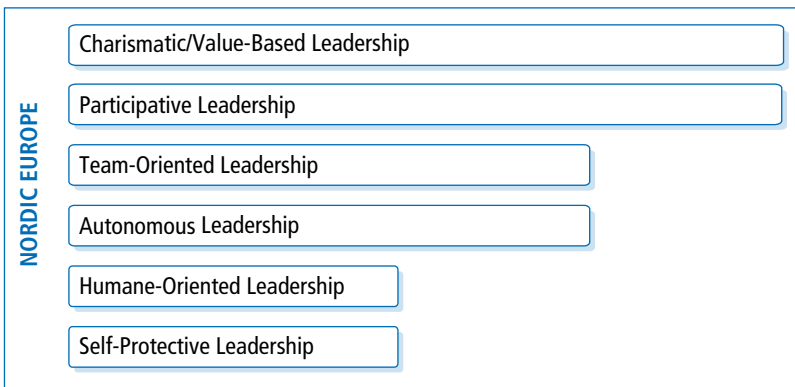 NORDIC EUROPE
Charismatic/Value-Based Leadership
Participative Leadership
Team-Oriented Leadership
Autonomous Leadership
Humane-Oriented Leadership
Self-Protective Leadership